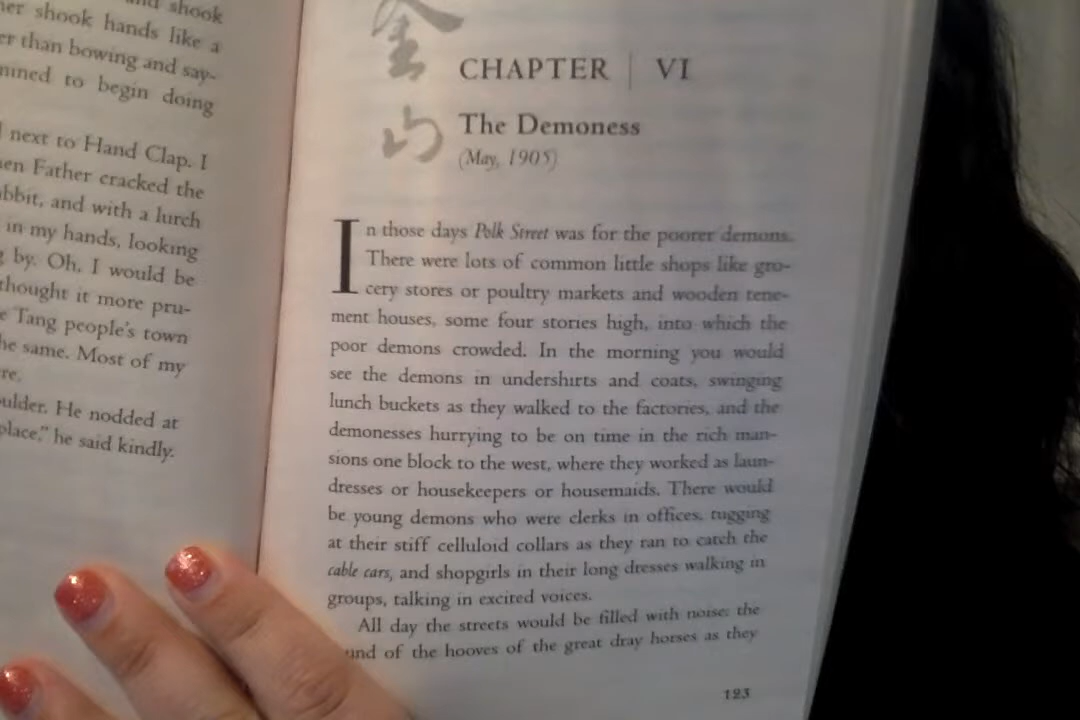 and shook
her shook hands like a
er than bowing and say-
mined to begin doing
next to Hand Clap. I
en Father cracked the
abbit, and with a lurch
in my hands, looking
g by. Oh, I would be
thought it more pru-
e Tang people's town
he same. Most of my
re.
oulder. He nodded at
place," he said kindly.
金
山
CHAPTER | VI
The Demoness
(May, 1905)
In those days Polk Street was for the poorer demons.
There were lots of common little shops like gro-
cery stores or poultry markets and wooden tene-
ment houses, some four stories high, into which the
poor demons crowded. In the morning you would
see the demons in undershirts and coats, swinging
lunch buckets as they walked to the factories, and the
demonesses hurrying to be on time in the rich man-
sions one block to the west, where they worked as laun-
dresses or housekeepers or housemaids. There would
be young demons who were clerks in offices, tugging
at their stiff celluloid collars as they ran to catch the
cable cars, and shopgirls in their long dresses walking in
groups, talking in excited voices.
All day the streets would be filled with noise: the
und of the hooves of the great dray horses as they
123